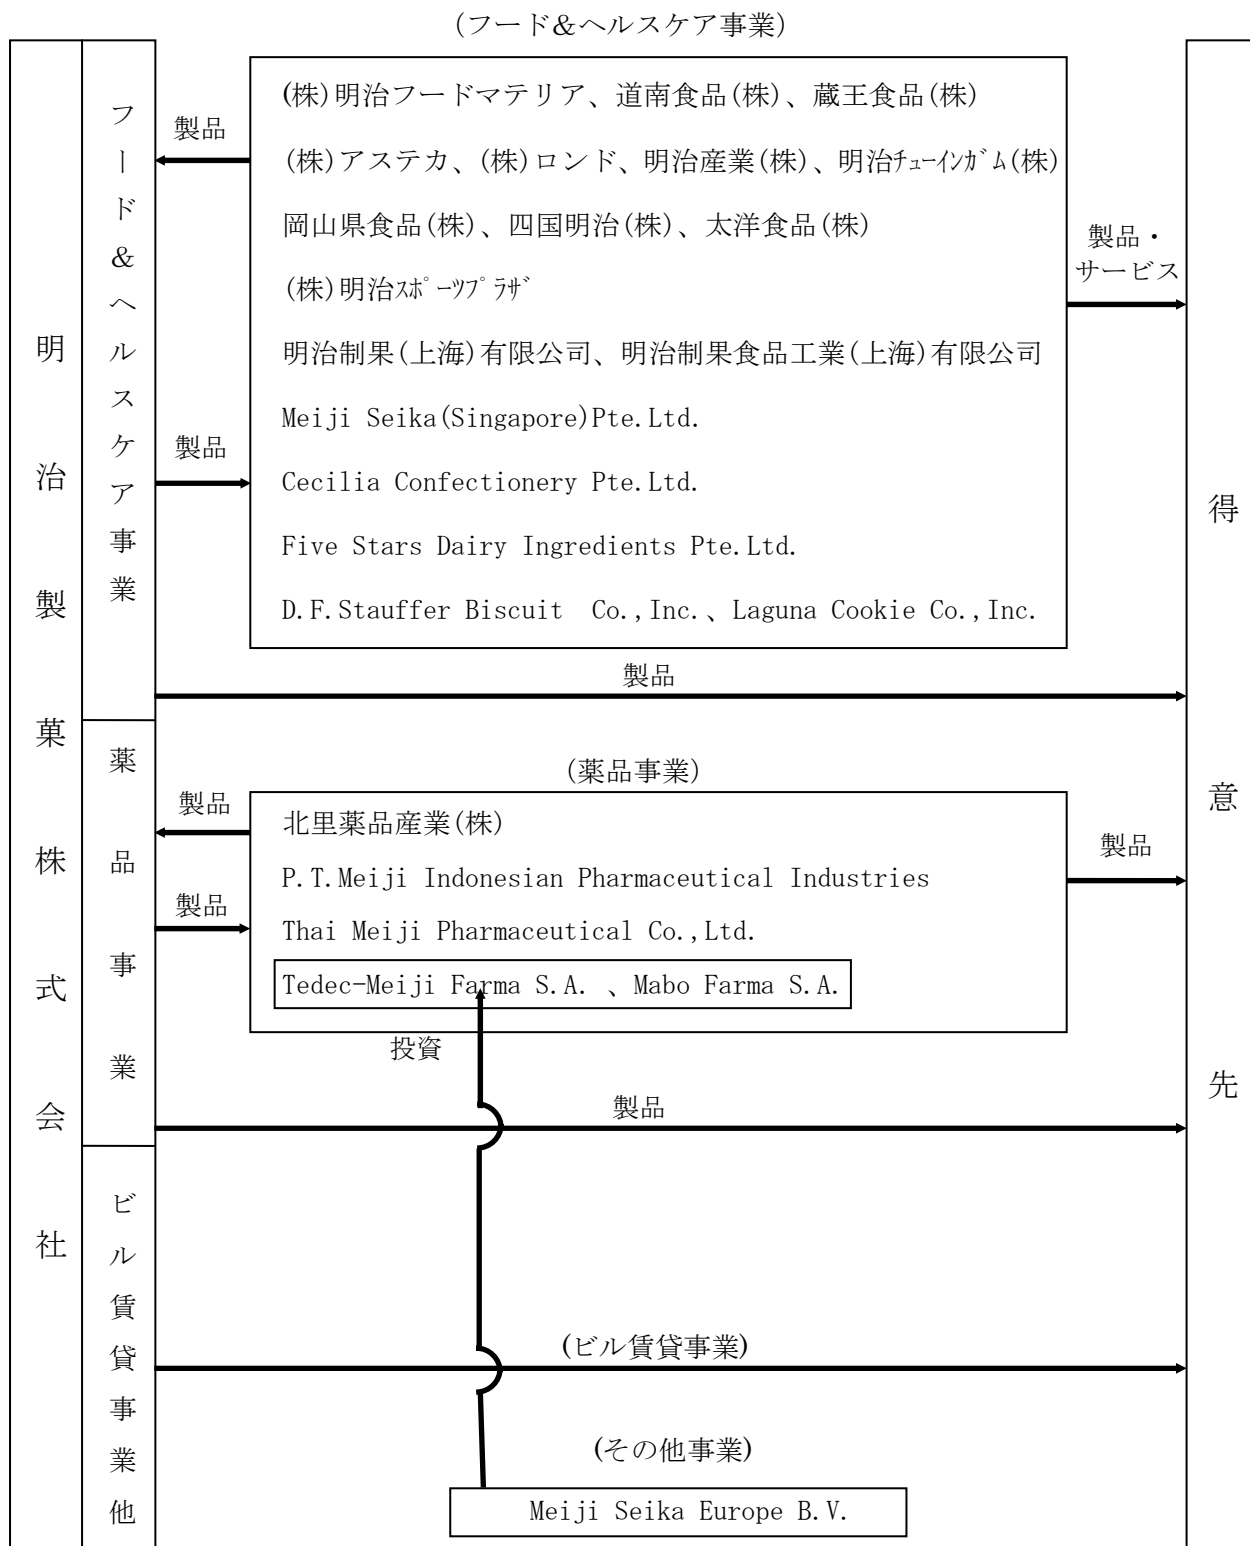 (フード&ヘルスケア事業)
明治製菓株式会社
フード&ヘルスケア事業
製品
(株)明治フードマテリア、道南食品(株)、蔵王食品(株)
(株)アステカ、(株)ロンド、明治産業(株)、明治ﾁｭｰｲﾝｶﾞﾑ(株)
岡山県食品(株)、四国明治(株)、太洋食品(株)
(株)明治ｽﾎﾟｰﾂﾌﾟﾗｻﾞ
明治制果(上海)有限公司、明治制果食品工業(上海)有限公司
Meiji Seika(Singapore)Pte.Ltd.
Cecilia Confectionery Pte.Ltd.
Five Stars Dairy Ingredients Pte.Ltd.
D.F.Stauffer Biscuit Co.,Inc.、Laguna Cookie Co.,Inc.
製品
製品・
サービス
得意先
製品
薬品事業
(薬品事業)
製品
製品
北里薬品産業(株)
P.T.Meiji Indonesian Pharmaceutical Industries
Thai Meiji Pharmaceutical Co.,Ltd.
Tedec-Meiji Farma S.A. 、Mabo Farma S.A.
製品
投資
製品
ビル賃貸事業他
(ビル賃貸事業)
(その他事業)
Meiji Seika Europe B.V.